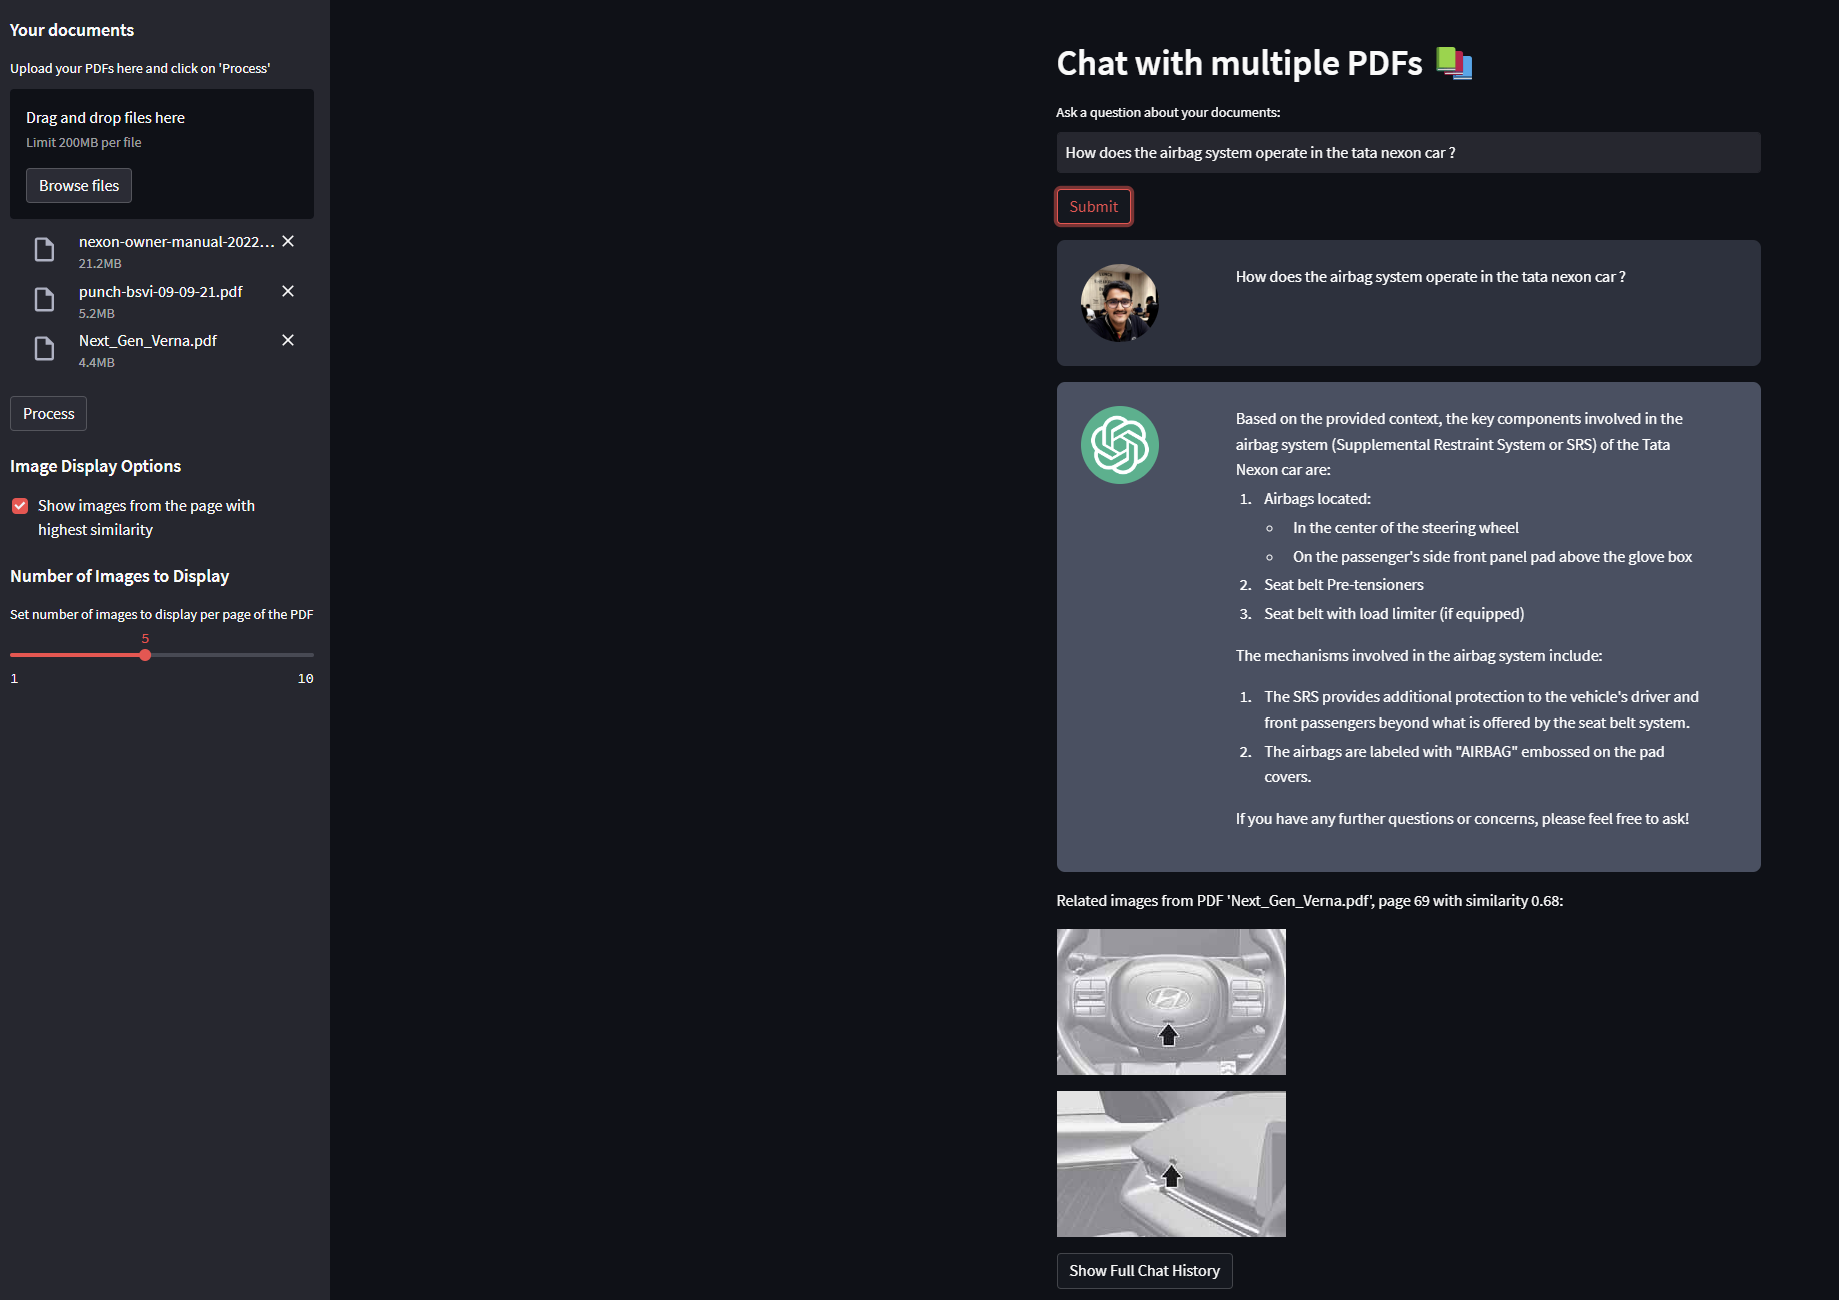 Your documents
Upload your PDFs here and click on 'Process'
Drag and drop files here
Limit 200MB per file
Browse files
nexon-owner-manual-2022...
21.2MB
punch-bsvi-09-09-21.pdf
5.2MB
Next_Gen_Verna.pdf
4.4MB
Process
Image Display Options
Show images from the page with
highest similarity
Number of Images to Display
Set number of images to display per page of the PDF
5
1
10
Chat with multiple PDFs
Ask a question about your documents:
How does the airbag system operate in the tata nexon car ?
Submit
How does the airbag system operate in the tata nexon car ?
Based on the provided context, the key components involved in the
airbag system (Supplemental Restraint System or SRS) of the Tata
Nexon car are:
1. Airbags located:
In the center of the steering wheel
On the passenger's side front panel pad above the glove box
2. Seat belt Pre-tensioners
3. Seat belt with load limiter (if equipped)
The mechanisms involved in the airbag system include:
1. The SRS provides additional protection to the vehicle's driver and
front passengers beyond what is offered by the seat belt system.
2. The airbags are labeled with "AIRBAG" embossed on the pad
covers.
If you have any further questions or concerns, please feel free to ask!
Related images from PDF 'Next_Gen_Verna.pdf', page 69 with similarity 0.68:
Show Full Chat History